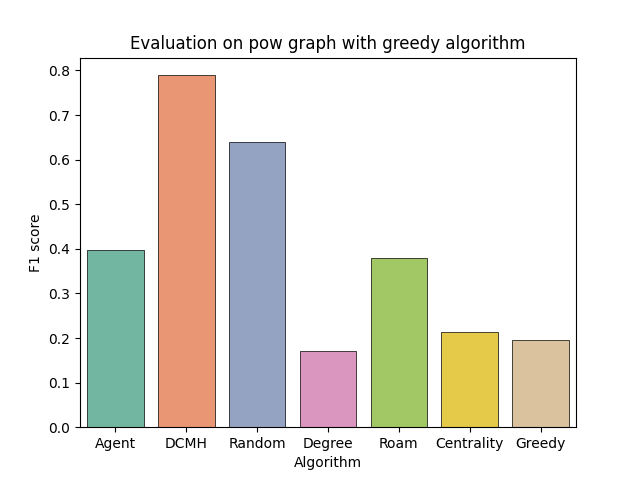 Evaluation on pow graph with greedy algorithm
0.8
0.7
0.6
0.5
0.4
0.3
0.2
0.1
0.0
F1 score
Agent DCMH Random Degree Roam Centrality Greedy
Algorithm